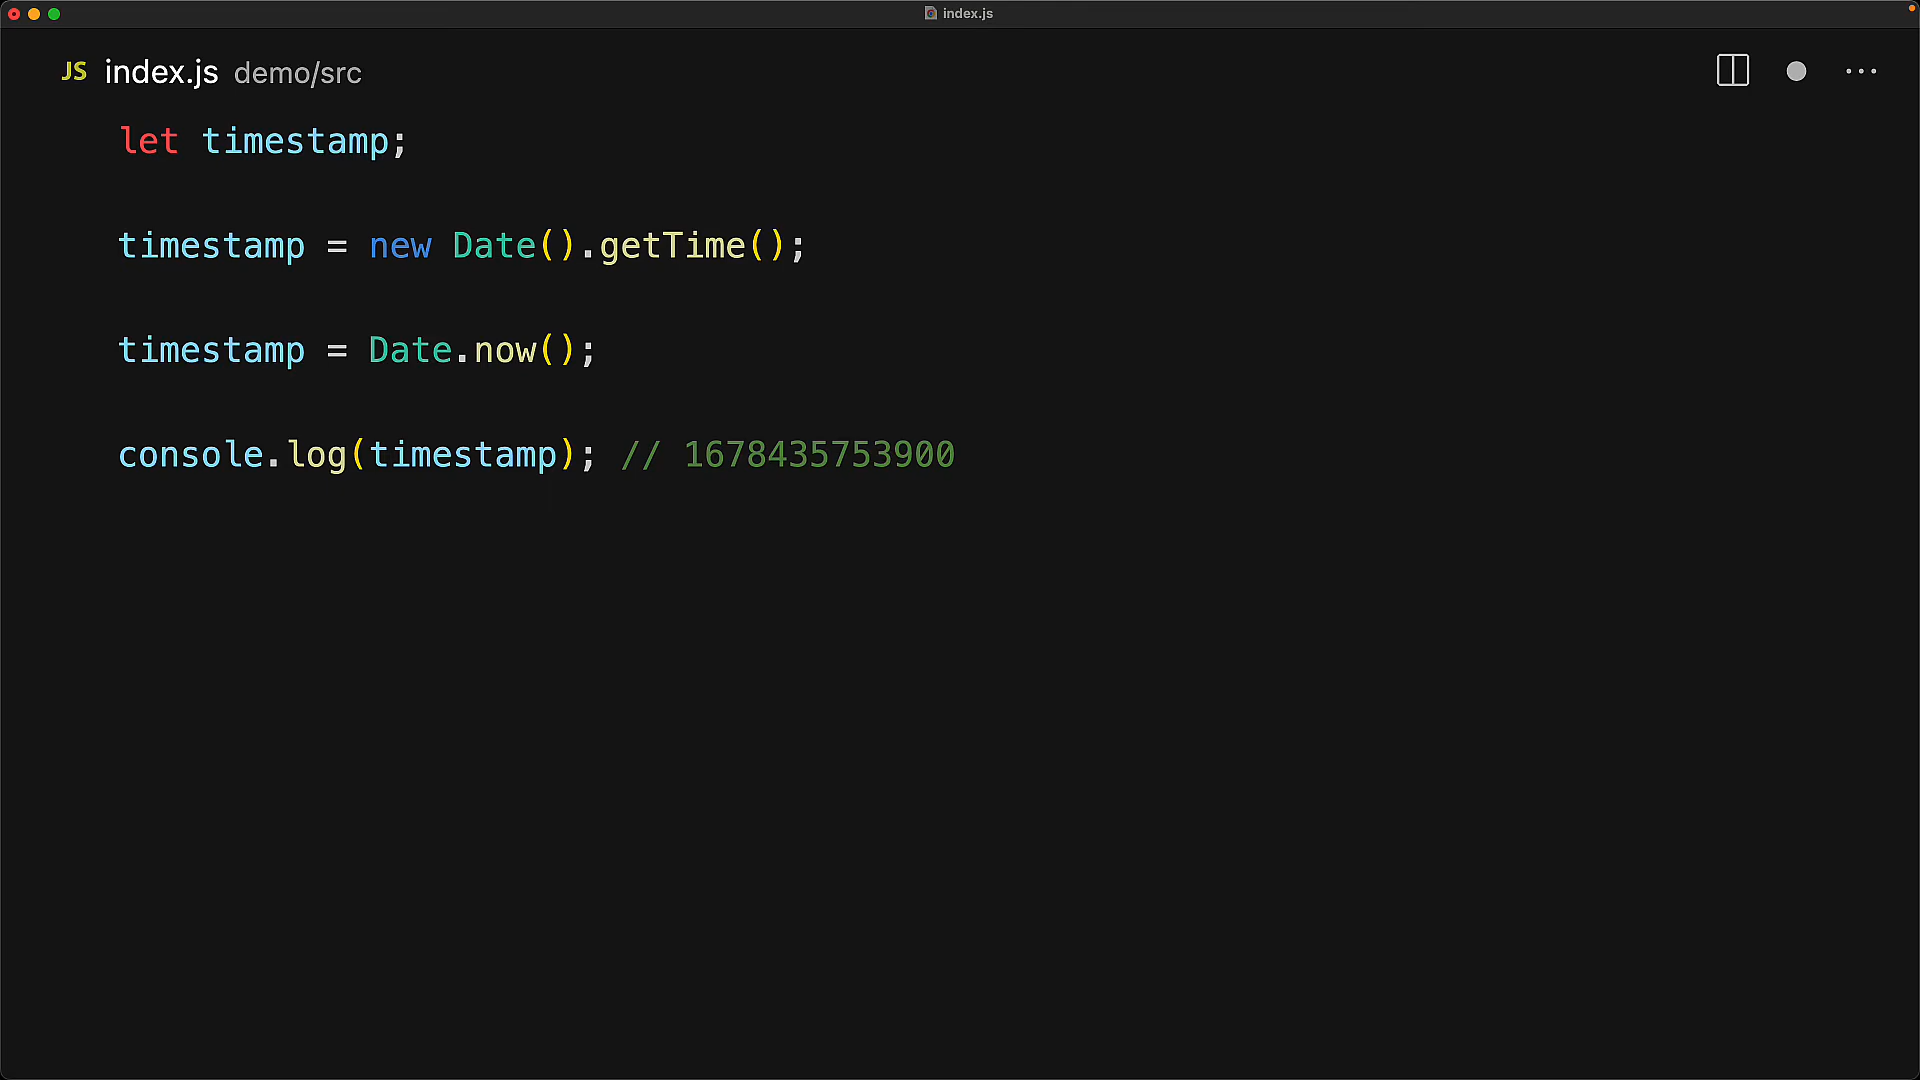 index.js
JS index.js demo/src
let timestamp;
timestamp = new Date().getTime();
timestamp = Date.now();
console.log(timestamp); // 1678435753900